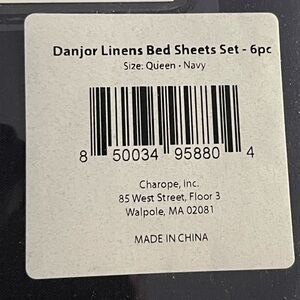 Danjor Linens Bed Sheets Set - 6pc
Size: Queen • Navy
8 50034 95880 4
Charope, Inc.
85 West Street, Floor 3
Walpole, MA 02081
MADE IN CHINA